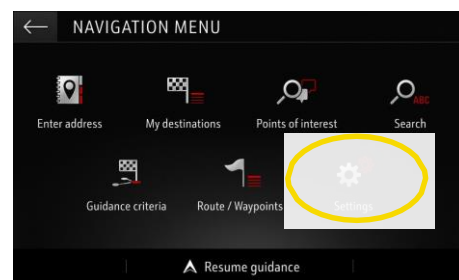 NAVIGATION MENU
Enter address My destinations Points of interest Search
ABC
Guidance criteria Route / Waypoints Settings
Resume guidance